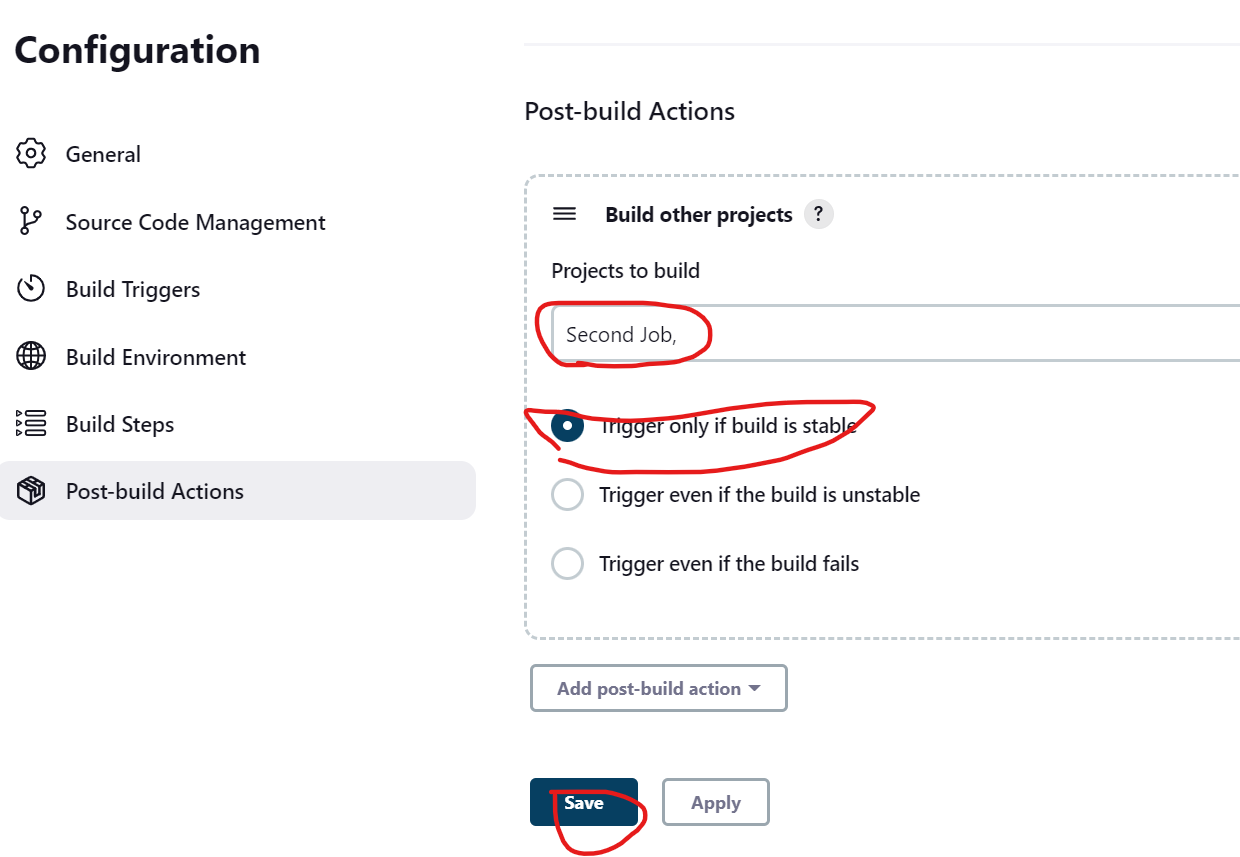 Configuration
General
Source Code Management
Build Triggers
Build Environment
Build Steps
Post-build Actions
Post-build Actions
Build other projects ?
Projects to build
Second Job,
Trigger only if build is stable
Trigger even if the build is unstable
Trigger even if the build fails
Add post-build action
Save Apply